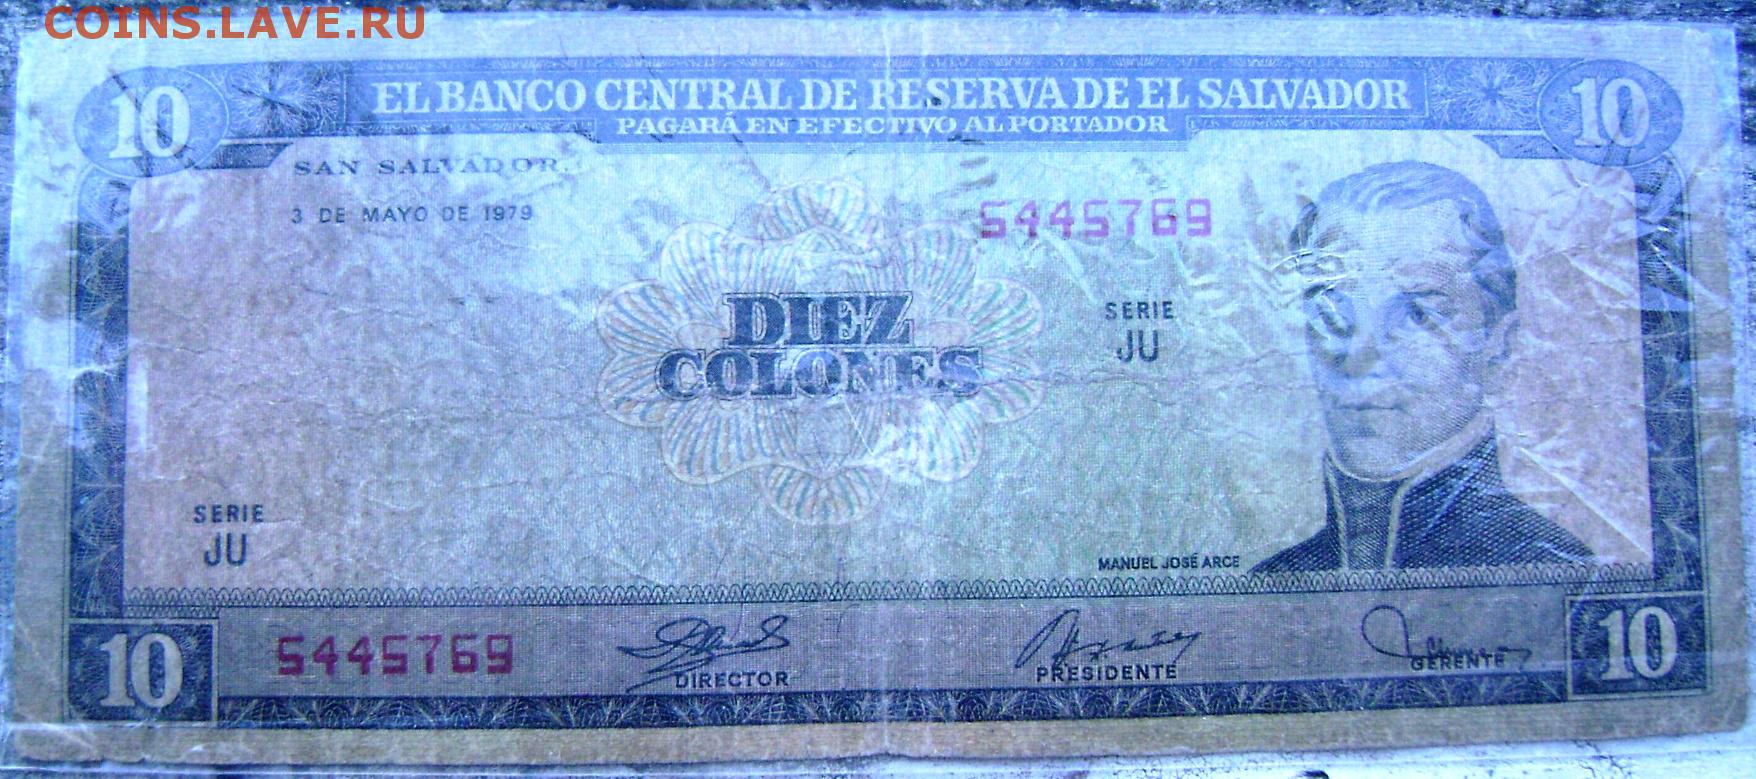 COINS.LAVE.RU
10 EL BANCO CENTRAL DE RESERVA DE EL SALVADOR 10
PAGARÁ EN EFECTIVO AL PORTADOR
SAN SALVADOR,
3 DE MAYO DE 1979
5445769
DIEZ
COLONES
SERIE
JU
SERIE
JU
MANUEL JOSÉ ARCE
10 5445769 10
DIRECTOR PRESIDENTE GERENTE